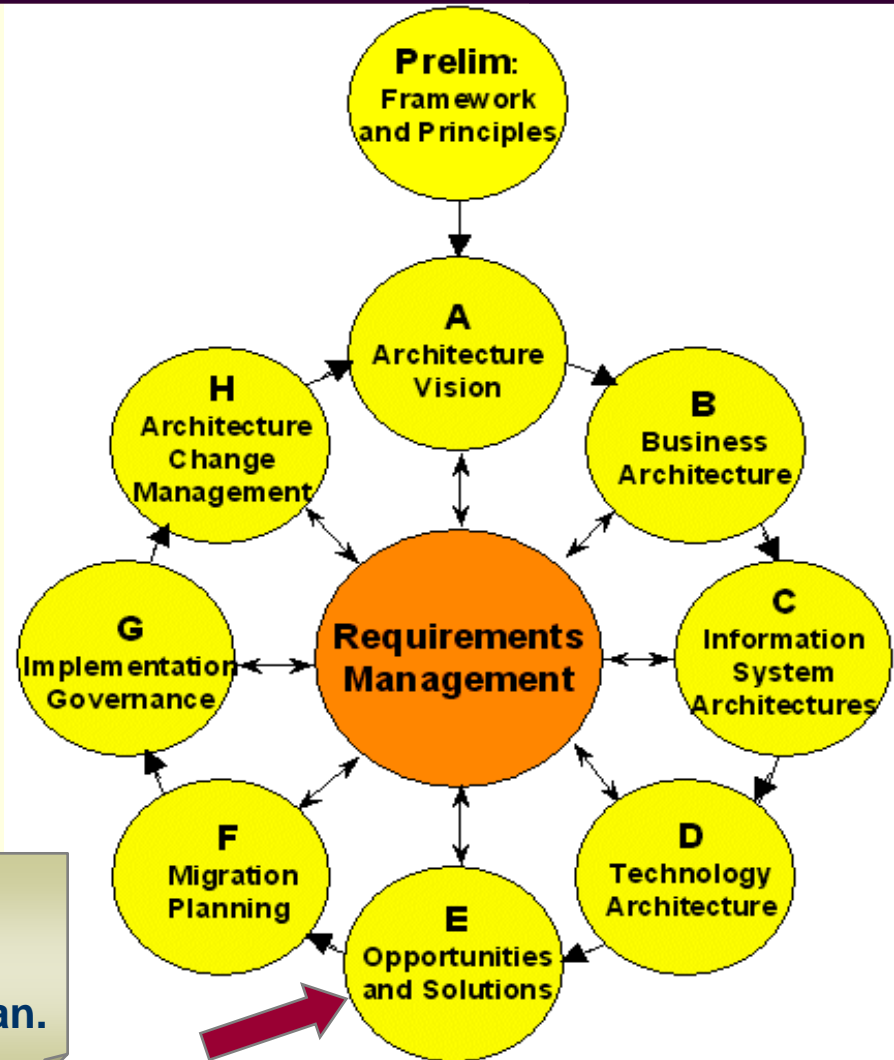 Prelim:
Framework
and Principles
A
Architecture
Vision
H
Architecture
Change
Management
B
Business
Architecture
G
Implementation
Governance
Requirements
Management
C
Information
System
Architectures
F
Migration
Planning
D
Technology
Architecture
E
Opportunities
and Solutions
an.